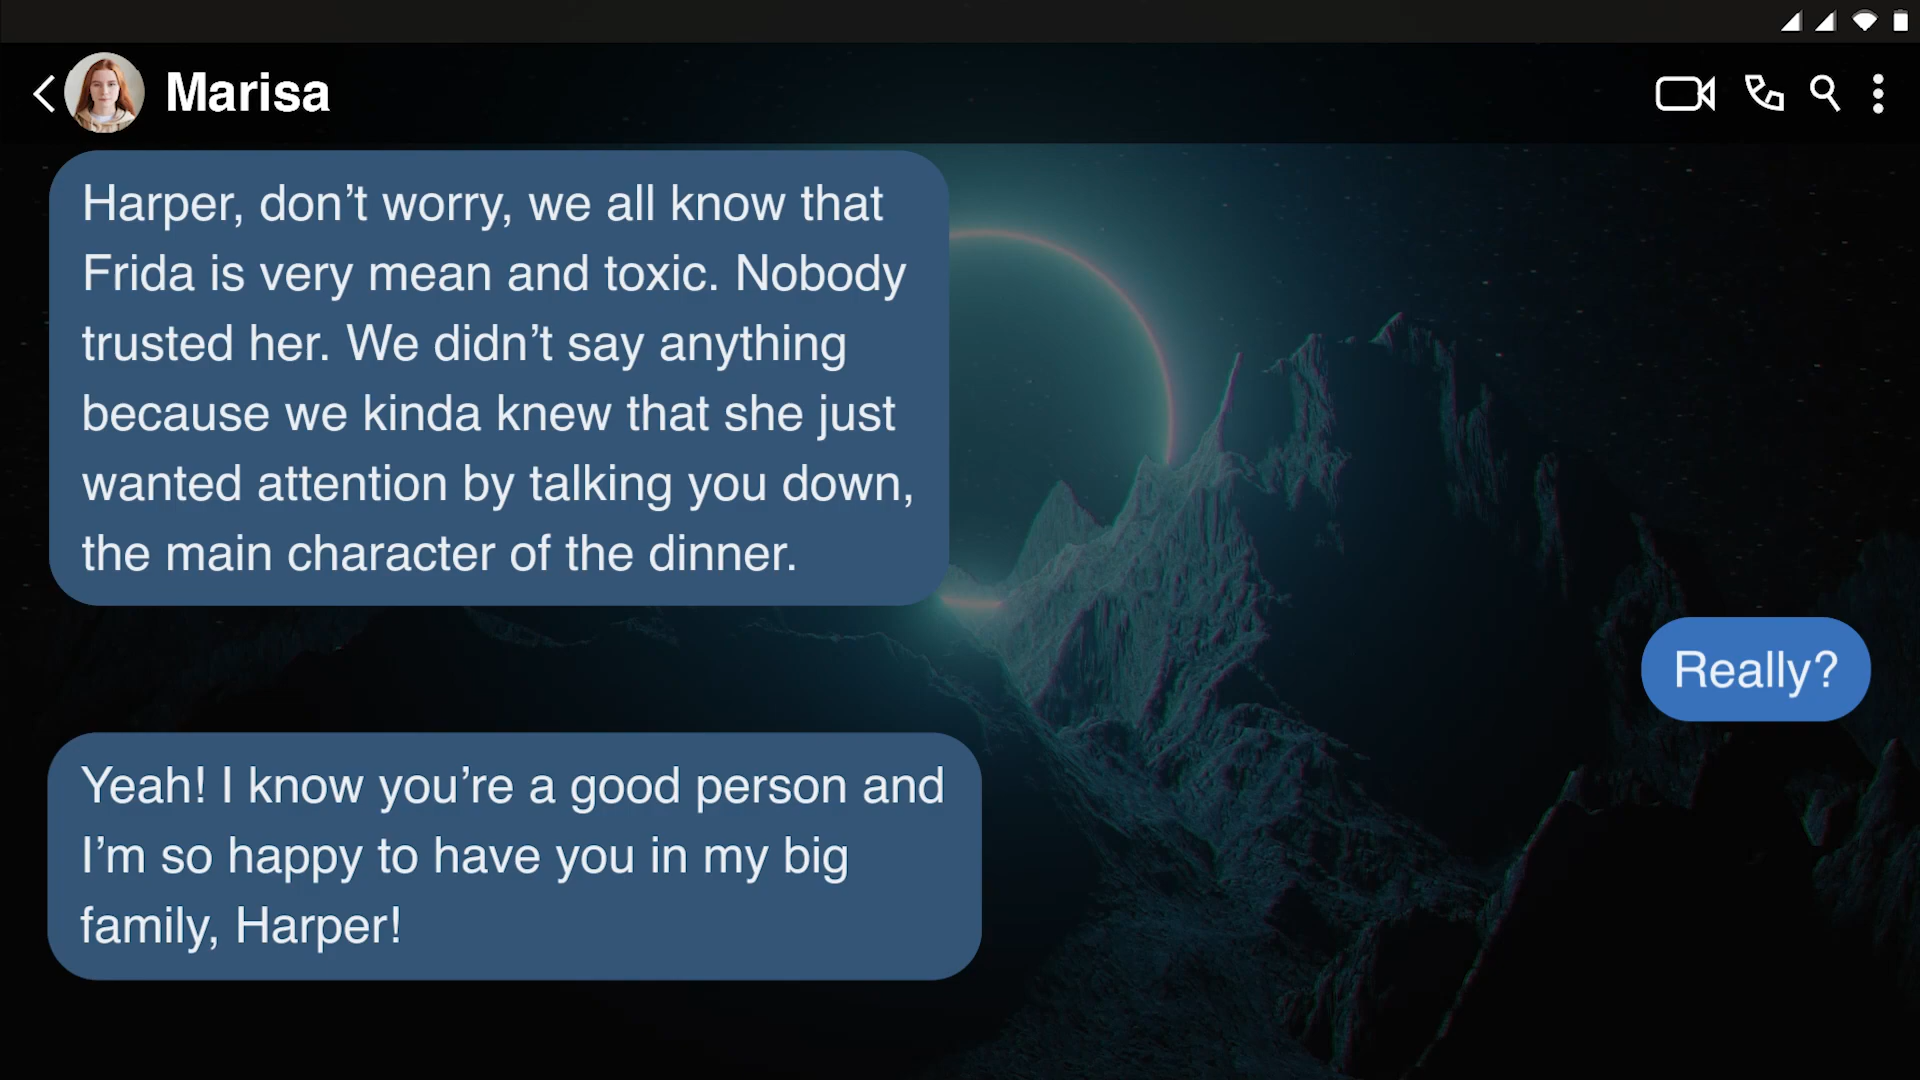 Marisa
Harper, don’t worry, we all know that
Frida is very mean and toxic. Nobody
trusted her. We didn’t say anything
because we kinda knew that she just
wanted attention by talking you down,
the main character of the dinner.
Really?
Yeah! I know you’re a good person and
I’m so happy to have you in my big
family, Harper!